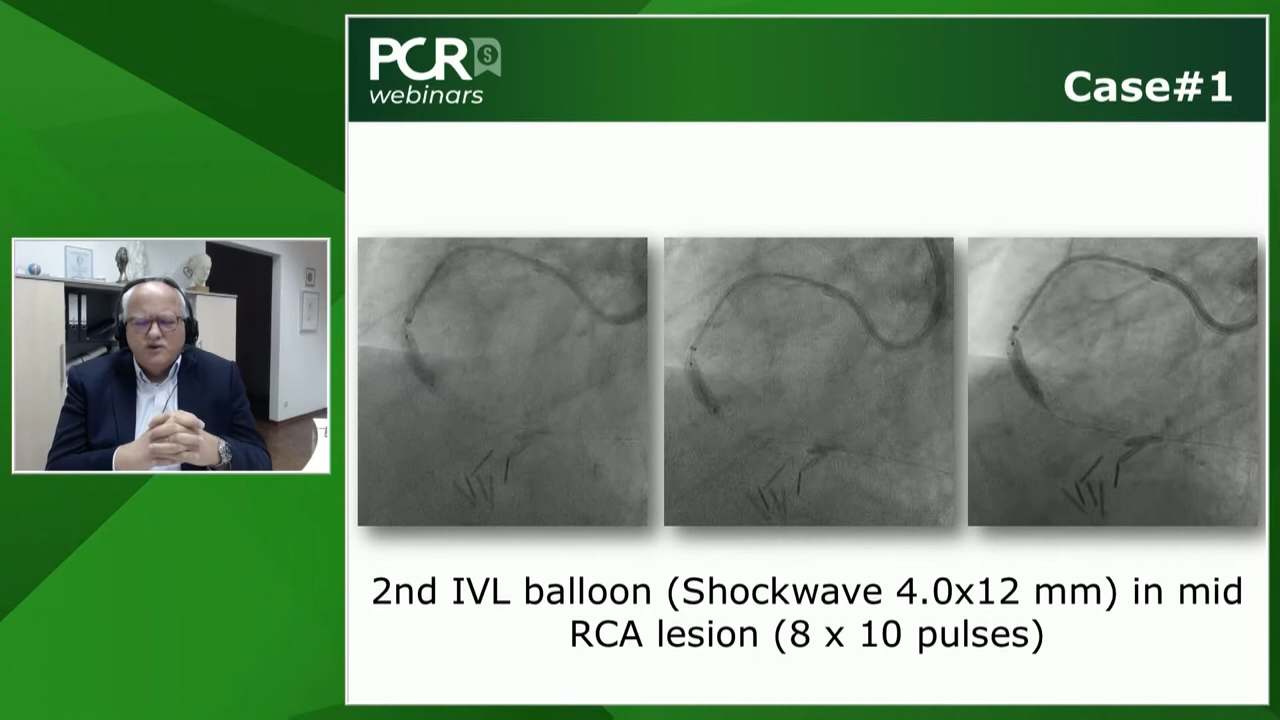 PCR
webinars
Case#1
2nd IVL balloon (Shockwave 4.0x12 mm) in mid
RCA lesion (8 x 10 pulses)